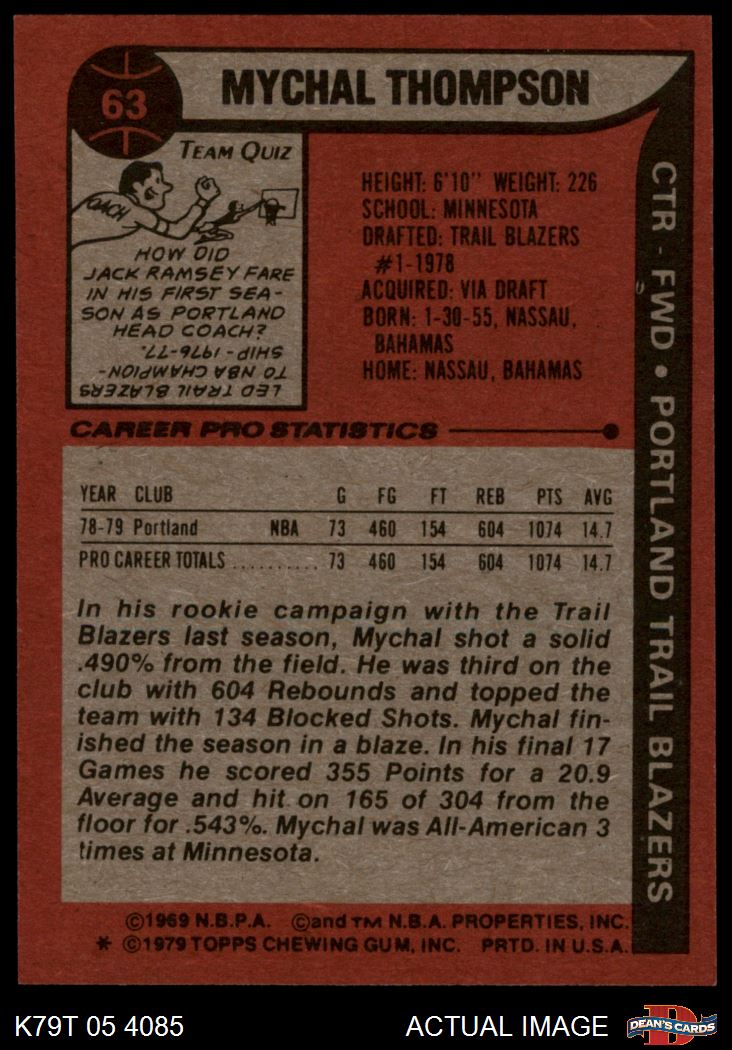 63
MYCHAL THOMPSON
TEAM QUIZ
COACH
HOW DID
JACK RAMSEY FARE
IN HIS FIRST SEA-
SON AS PORTLAND
HEAD COACH?
LED TRAIL BLAZERS
TO NBA CHAMPION-
SHIP - 1976-77.
HEIGHT: 6'10" WEIGHT: 226
SCHOOL: MINNESOTA
DRAFTED: TRAIL BLAZERS
#1-1978
ACQUIRED: VIA DRAFT
BORN: 1-30-55, NASSAU,
BAHAMAS
HOME: NASSAU, BAHAMAS
CTR - FWD • PORTLAND TRAIL BLAZERS
CAREER PRO STATISTICS
YEAR CLUB G FG FT REB PTS AVG
78-79 Portland NBA 73 460 154 604 1074 14.7
PRO CAREER TOTALS .......... 73 460 154 604 1074 14.7
In his rookie campaign with the Trail
Blazers last season, Mychal shot a solid
.490% from the field. He was third on the
club with 604 Rebounds and topped the
team with 134 Blocked Shots. Mychal fin-
ished the season in a blaze. In his final 17
Games he scored 355 Points for a 20.9
Average and hit on 165 of 304 from the
floor for .543%. Mychal was All-American 3
times at Minnesota.
©1969 N.B.P.A. ©and TM N.B.A. PROPERTIES, INC.
* ©1979 TOPPS CHEWING GUM, INC. PRTD. IN U.S.A.
K79T 05 4085
ACTUAL IMAGE
D
DEAN'S CARDS